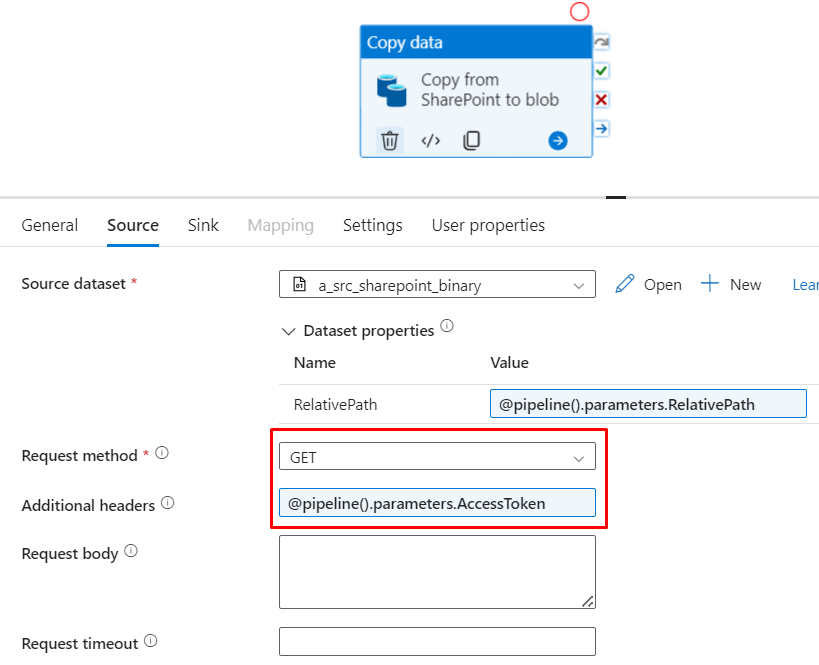 Copy data
Copy from
SharePoint to blob
General Source Sink Mapping Settings User properties
Source dataset * a_src_sharepoint_binary Open New Lear
Dataset properties
Name Value
RelativePath @pipeline().parameters.RelativePath
Request method * GET
Additional headers @pipeline().parameters.AccessToken
Request body
Request timeout